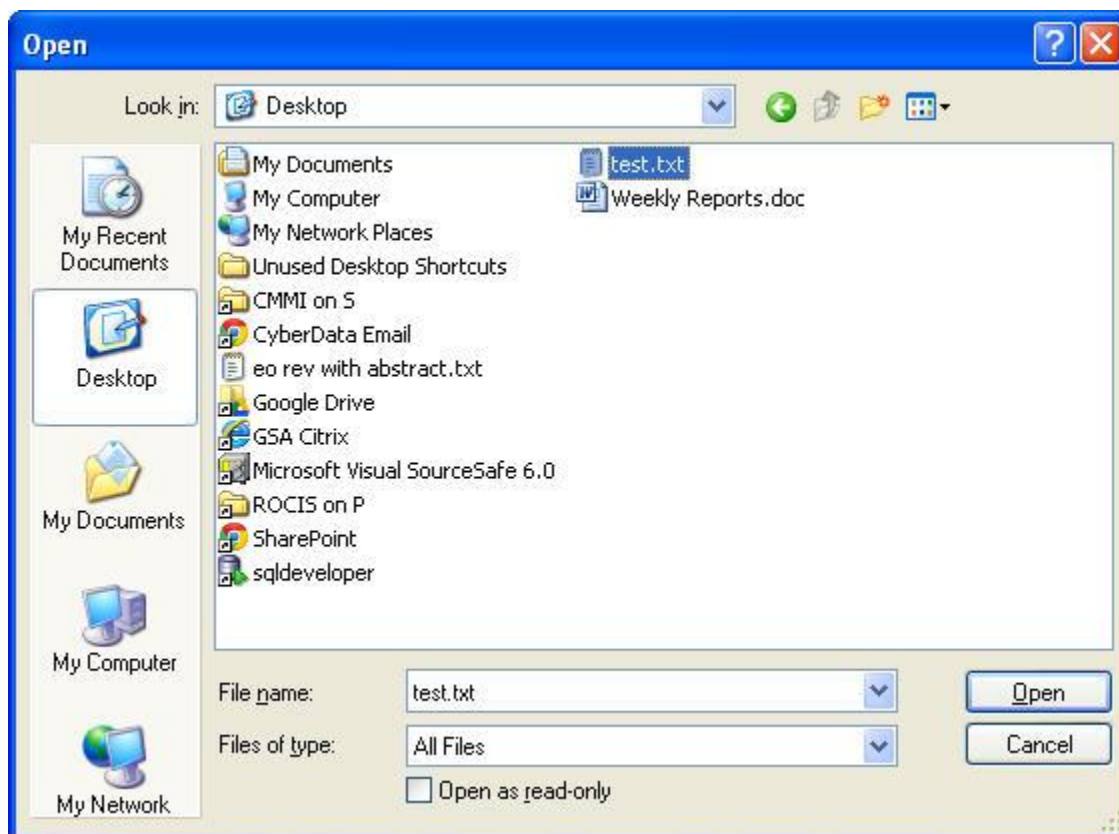 Open
Look in: Desktop
My Recent
Documents
Desktop
My Documents
My Computer
My Network
My Documents
My Computer
My Network Places
Unused Desktop Shortcuts
CMMI on S
CyberData Email
eo rev with abstract.txt
Google Drive
GSA Citrix
Microsoft Visual SourceSafe 6.0
ROCIS on P
SharePoint
sqldeveloper
test.txt
Weekly Reports.doc
File name: test.txt Open
Files of type: All Files Cancel
Open as read-only